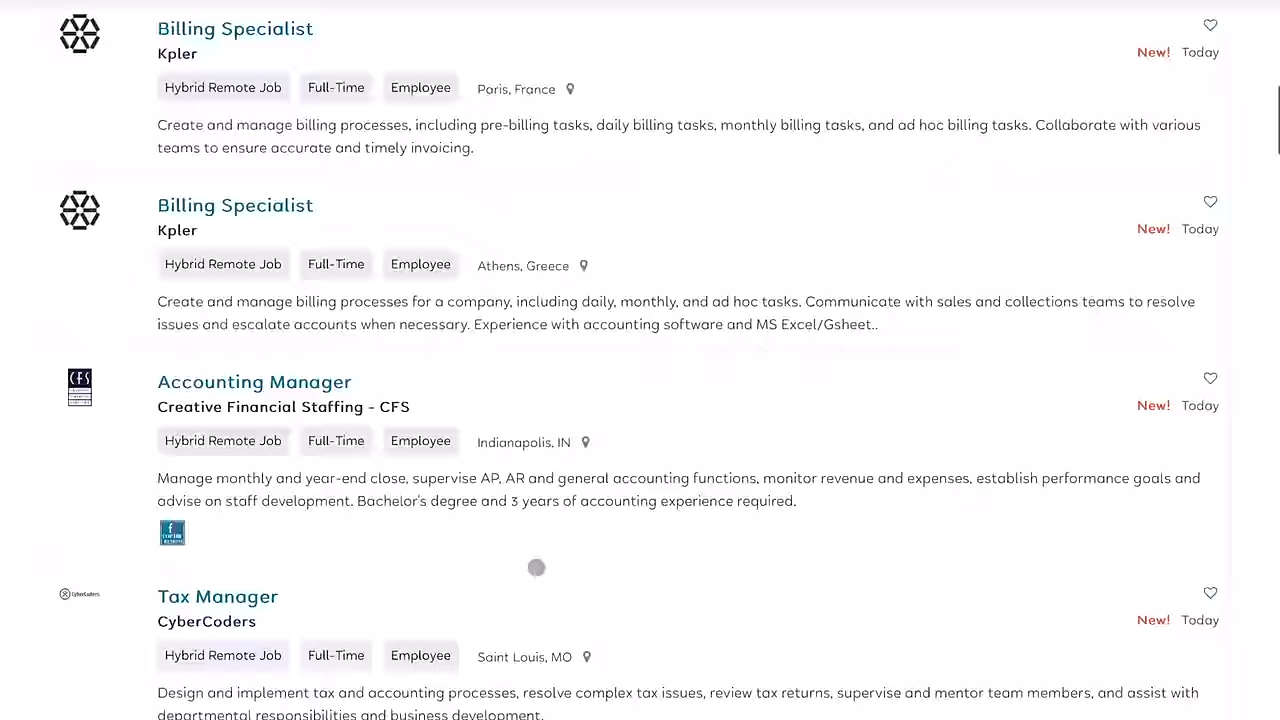 Billing Specialist
Kpler
New! Today
Hybrid Remote Job Full-Time Employee Paris, France
Create and manage billing processes, including pre-billing tasks, daily billing tasks, monthly billing tasks, and ad hoc billing tasks. Collaborate with various
teams to ensure accurate and timely invoicing.
Billing Specialist
Kpler
New! Today
Hybrid Remote Job Full-Time Employee Athens, Greece
Create and manage billing processes for a company, including daily, monthly, and ad hoc tasks. Communicate with sales and collections teams to resolve
issues and escalate accounts when necessary. Experience with accounting software and MS Excel/Gsheet..
CFS
Accounting Manager
Creative Financial Staffing - CFS
New! Today
Hybrid Remote Job Full-Time Employee Indianapolis, IN
Manage monthly and year-end close, supervise AP, AR and general accounting functions, monitor revenue and expenses, establish performance goals and
advise on staff development. Bachelor's degree and 3 years of accounting experience required.
CyberCoders
Tax Manager
CyberCoders
New! Today
Hybrid Remote Job Full-Time Employee Saint Louis, MO
Design and implement tax and accounting processes, resolve complex tax issues, review tax returns, supervise and mentor team members, and assist with
departmental responsibilities and business development.